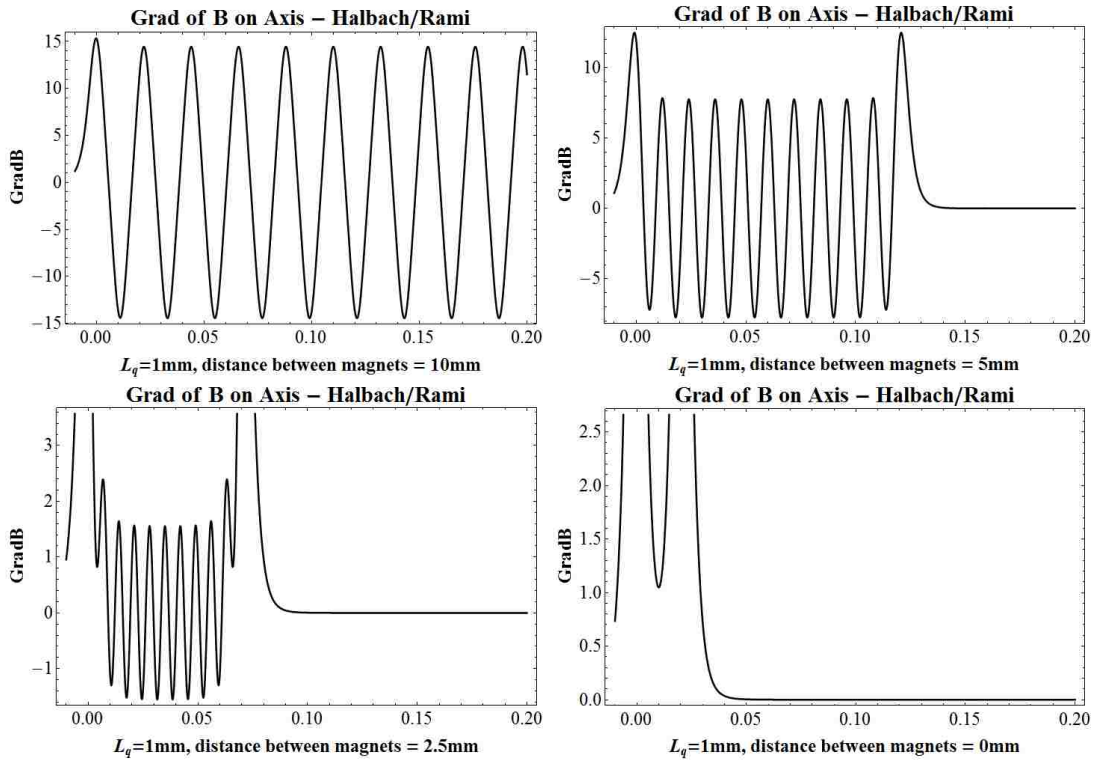 Grad of B on Axis – Halbach/Rami
GradB
15
10
5
0
−5
−10
−15
0.00 0.05 0.10 0.15 0.20
L_q=1mm, distance between magnets = 10mm
Grad of B on Axis – Halbach/Rami
GradB
10
5
0
−5
0.00 0.05 0.10 0.15 0.20
L_q=1mm, distance between magnets = 5mm
Grad of B on Axis – Halbach/Rami
GradB
3
2
1
0
−1
0.00 0.05 0.10 0.15 0.20
L_q=1mm, distance between magnets = 2.5mm
Grad of B on Axis – Halbach/Rami
GradB
2.5
2.0
1.5
1.0
0.5
0.0
0.00 0.05 0.10 0.15 0.20
L_q=1mm, distance between magnets = 0mm